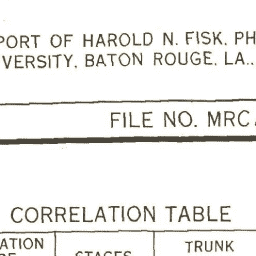 PORT OF HAROLD N. FISK, PH
VERSITY, BATON ROUGE, LA.,
FILE NO. MRC
CORRELATION TABLE
ATION
STAGES
TRUNK